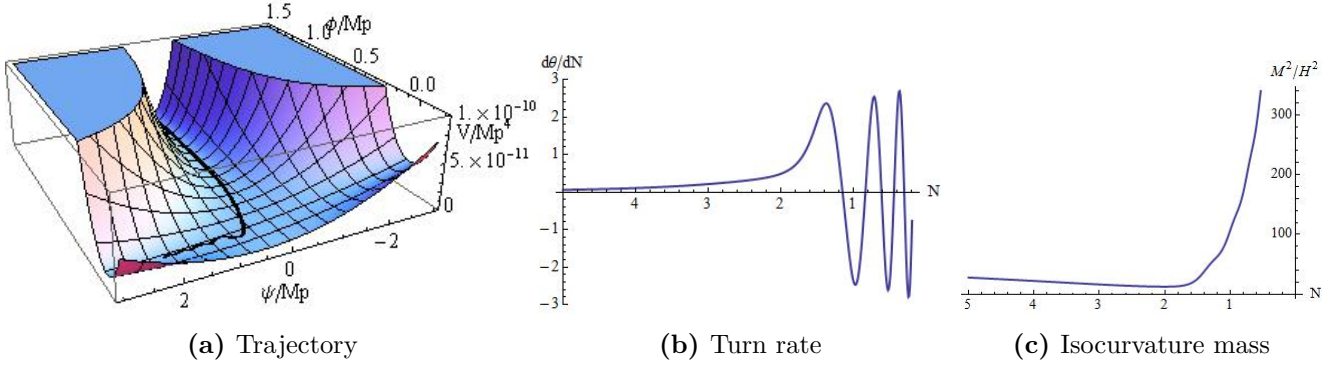 1.5
ϕ/Mp
1.0
0.5
0.0
1.×10⁻¹⁰
V/Mp⁴
5.×10⁻¹¹
0
−2
0
ψ/Mp
2
dθ/dN
3
2
1
N
4 3 2 1
−1
−2
−3
M²/H²
300
200
100
N
5 4 3 2 1
(a) Trajectory
(b) Turn rate
(c) Isocurvature mass